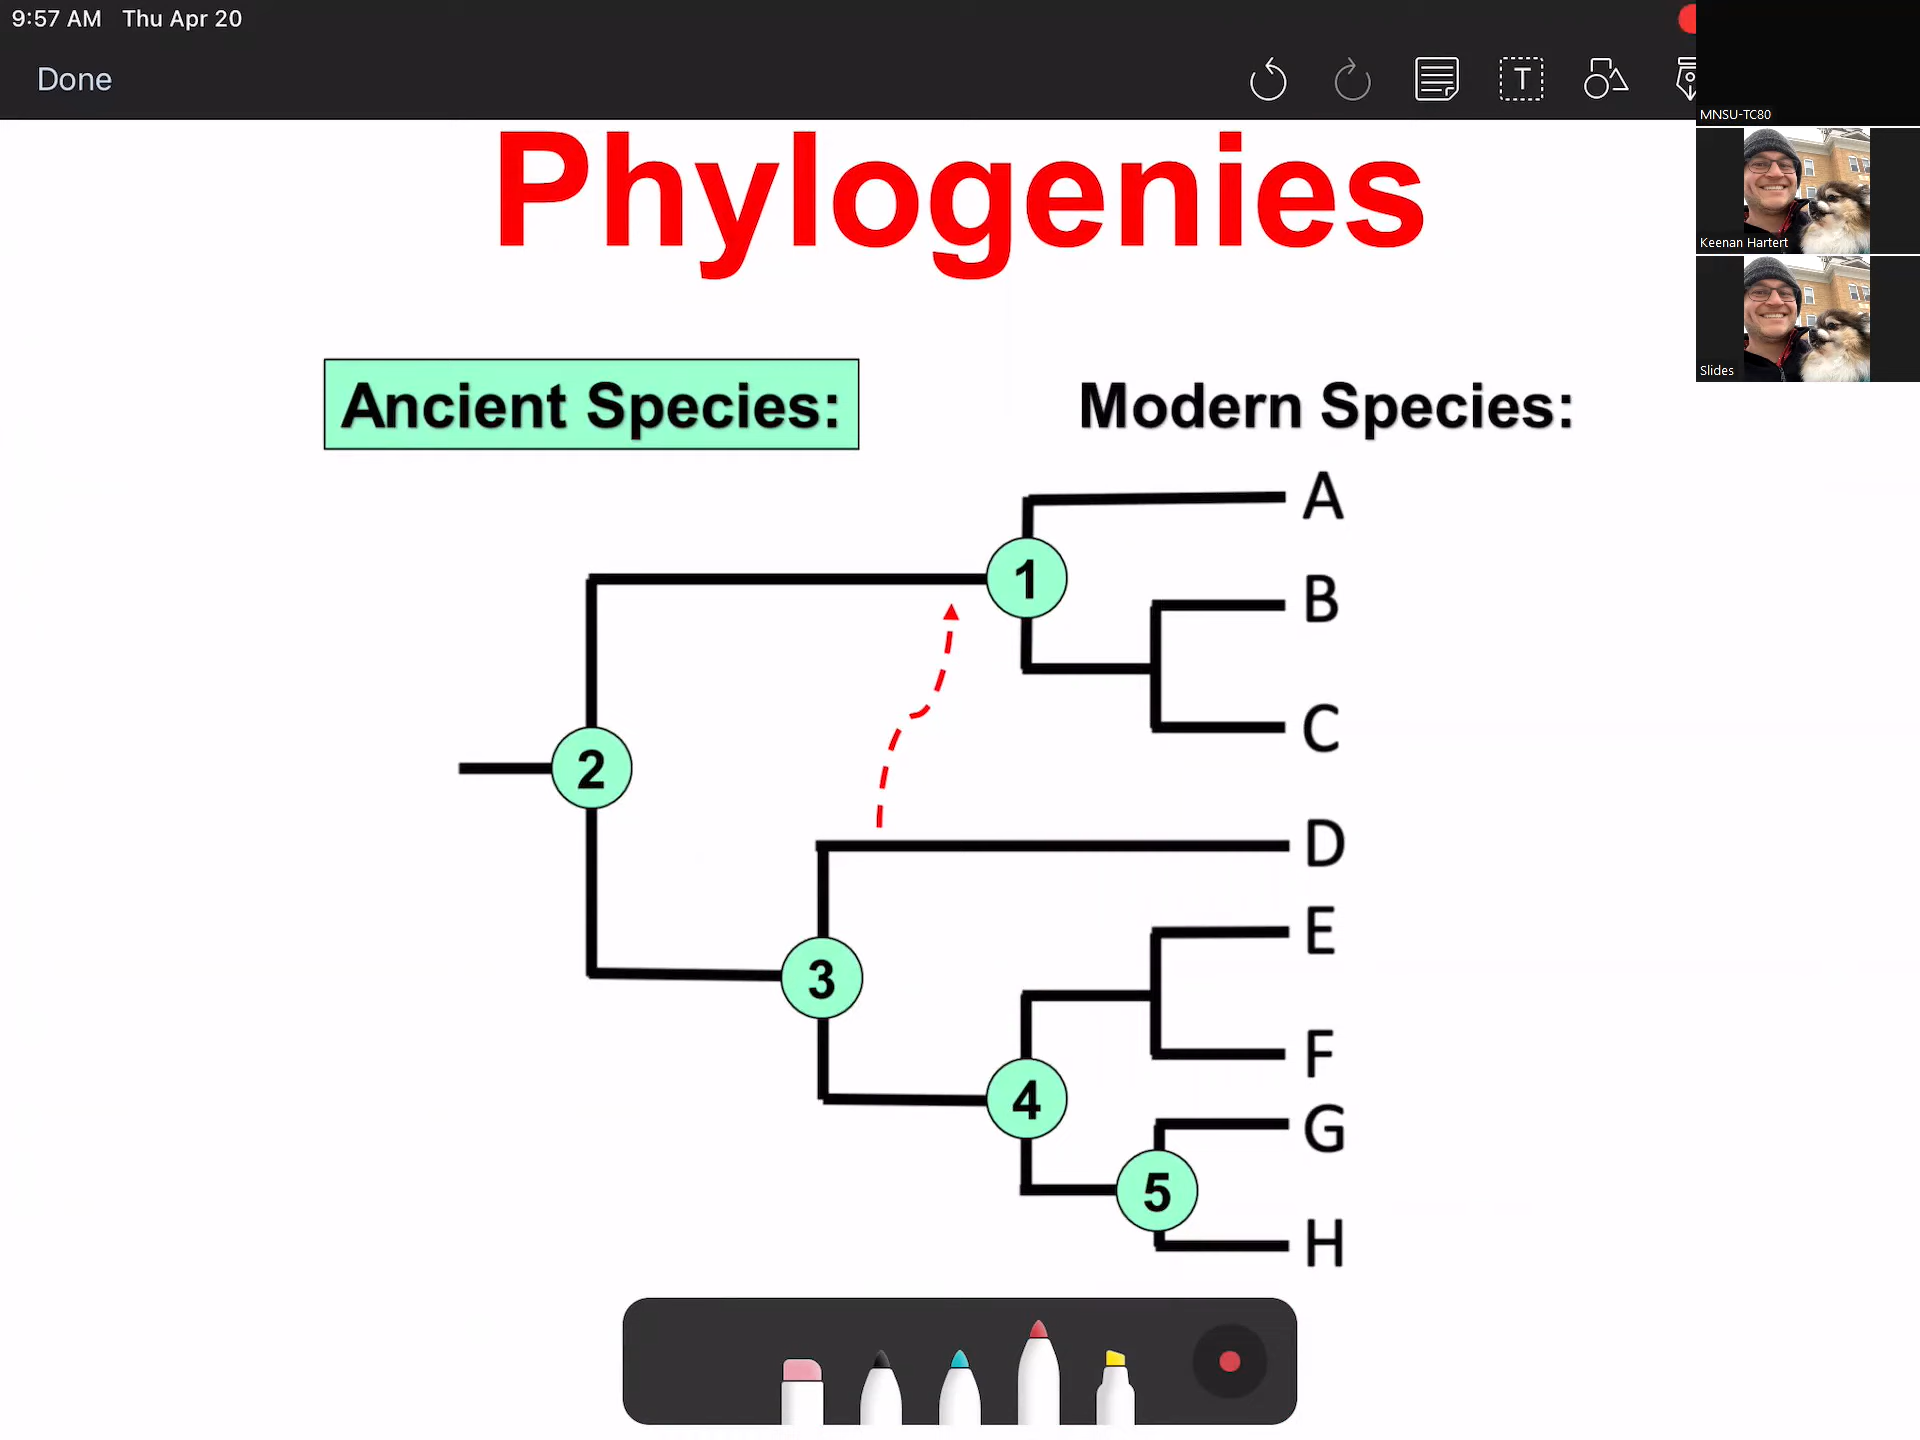 9:57 AM Thu Apr 20
Done
T
MNSU-TC80
Keenan Hartert
Slides
Phylogenies
Ancient Species:
Modern Species:
A
1
B
C
2
D
E
3
F
4
G
5
H